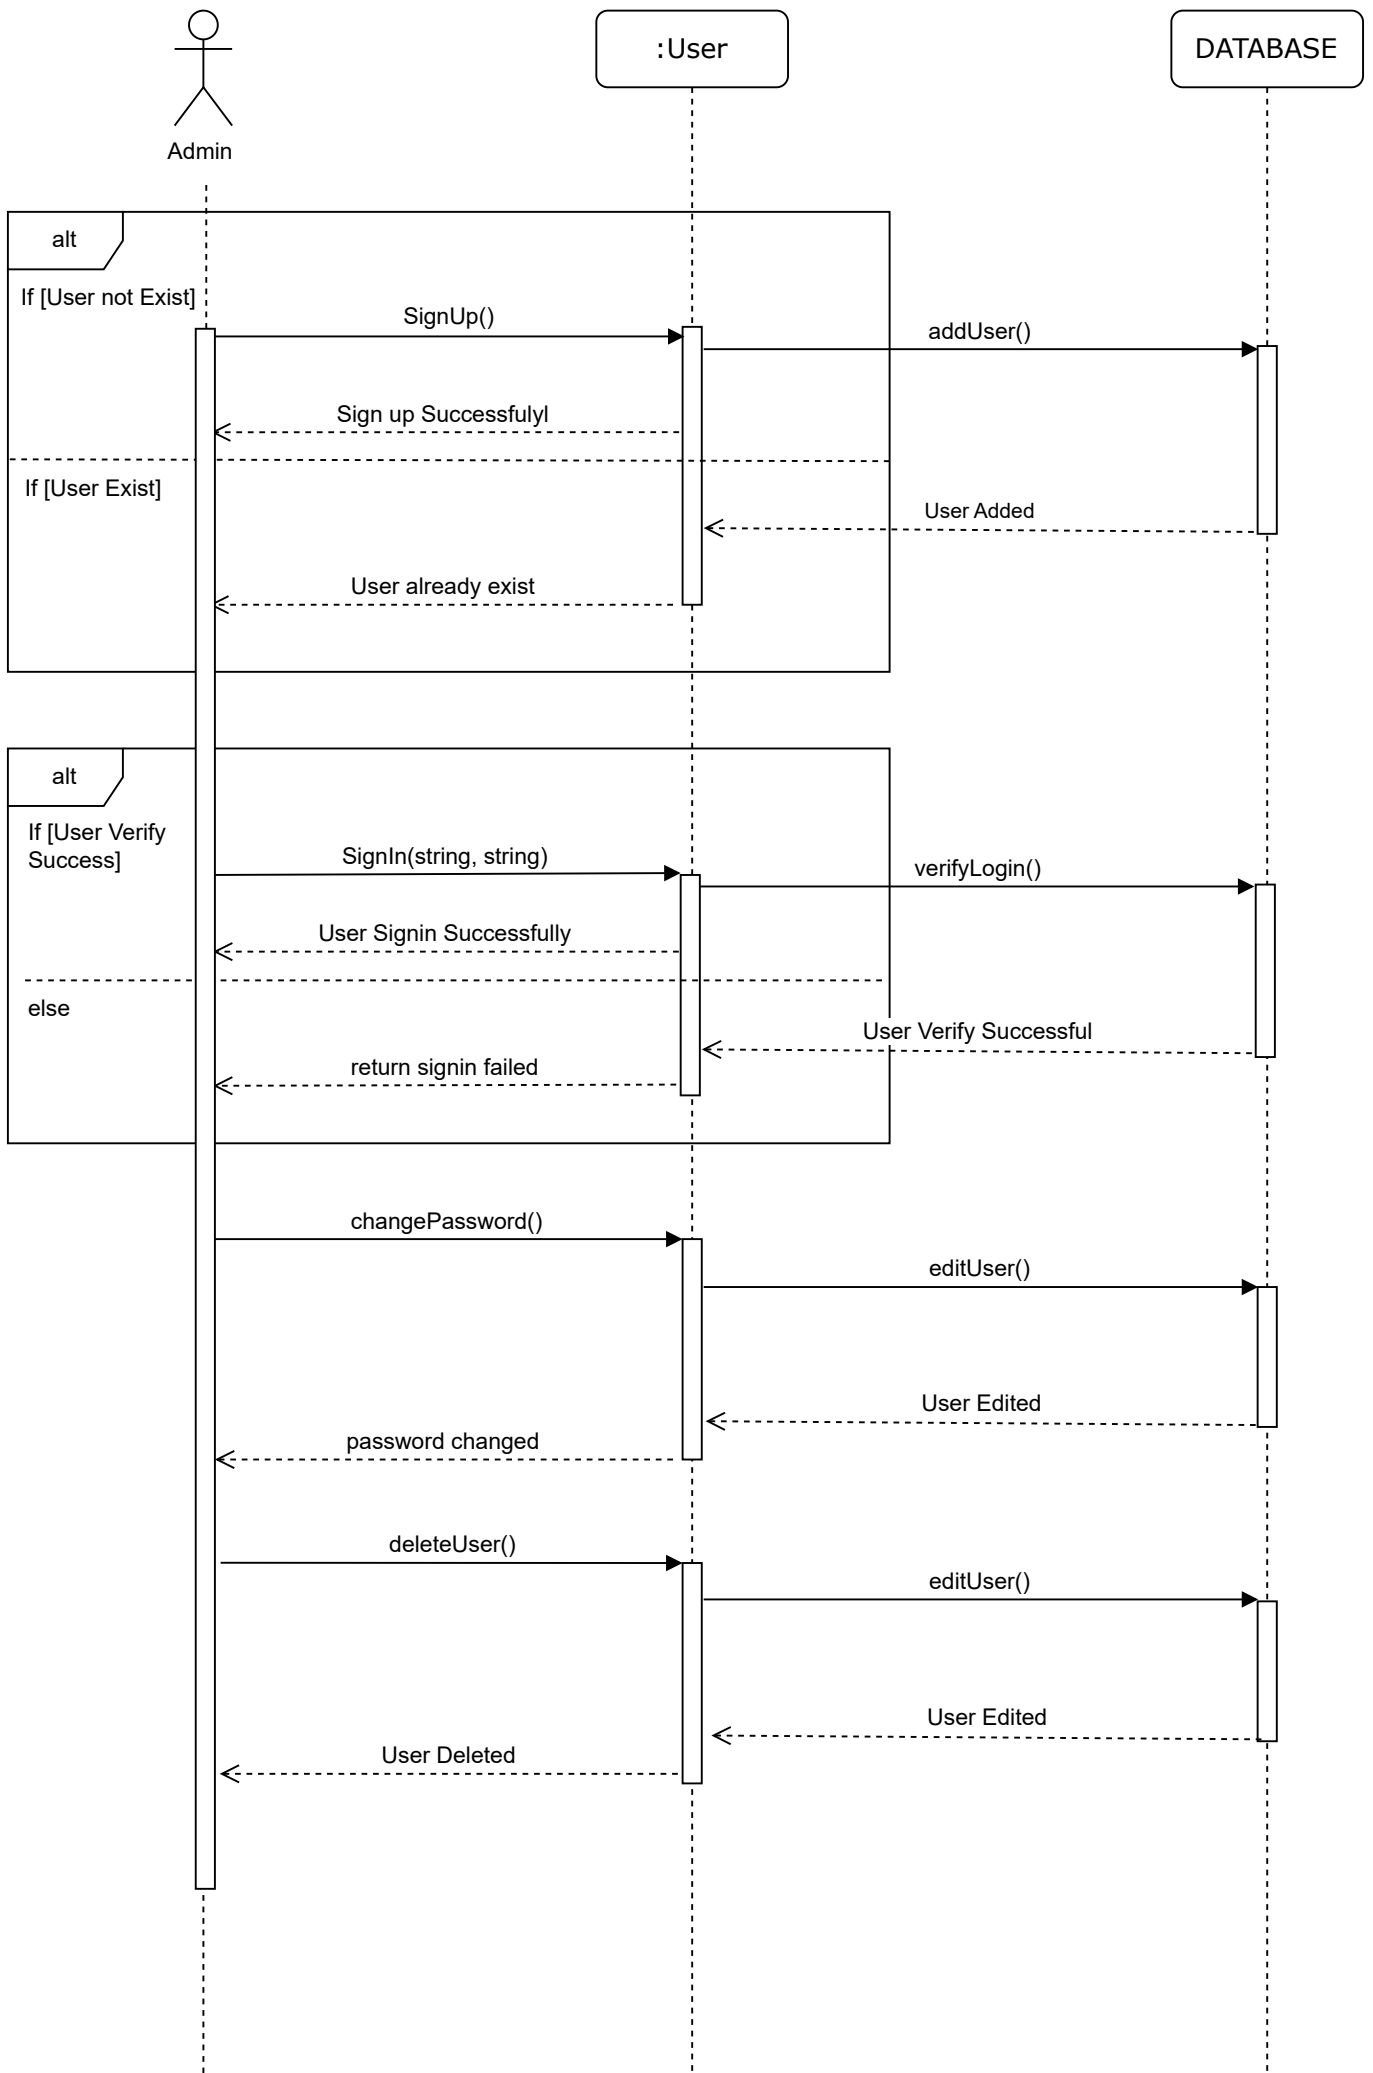 :User
DATABASE
Admin
alt
If [User not Exist]
SignUp()
addUser()
Sign up Successfulyl
If [User Exist]
User Added
User already exist
alt
If [User Verify
Success]
SignIn(string, string)
verifyLogin()
User Signin Successfully
else
User Verify Successful
return signin failed
changePassword()
editUser()
User Edited
password changed
deleteUser()
editUser()
User Edited
User Deleted